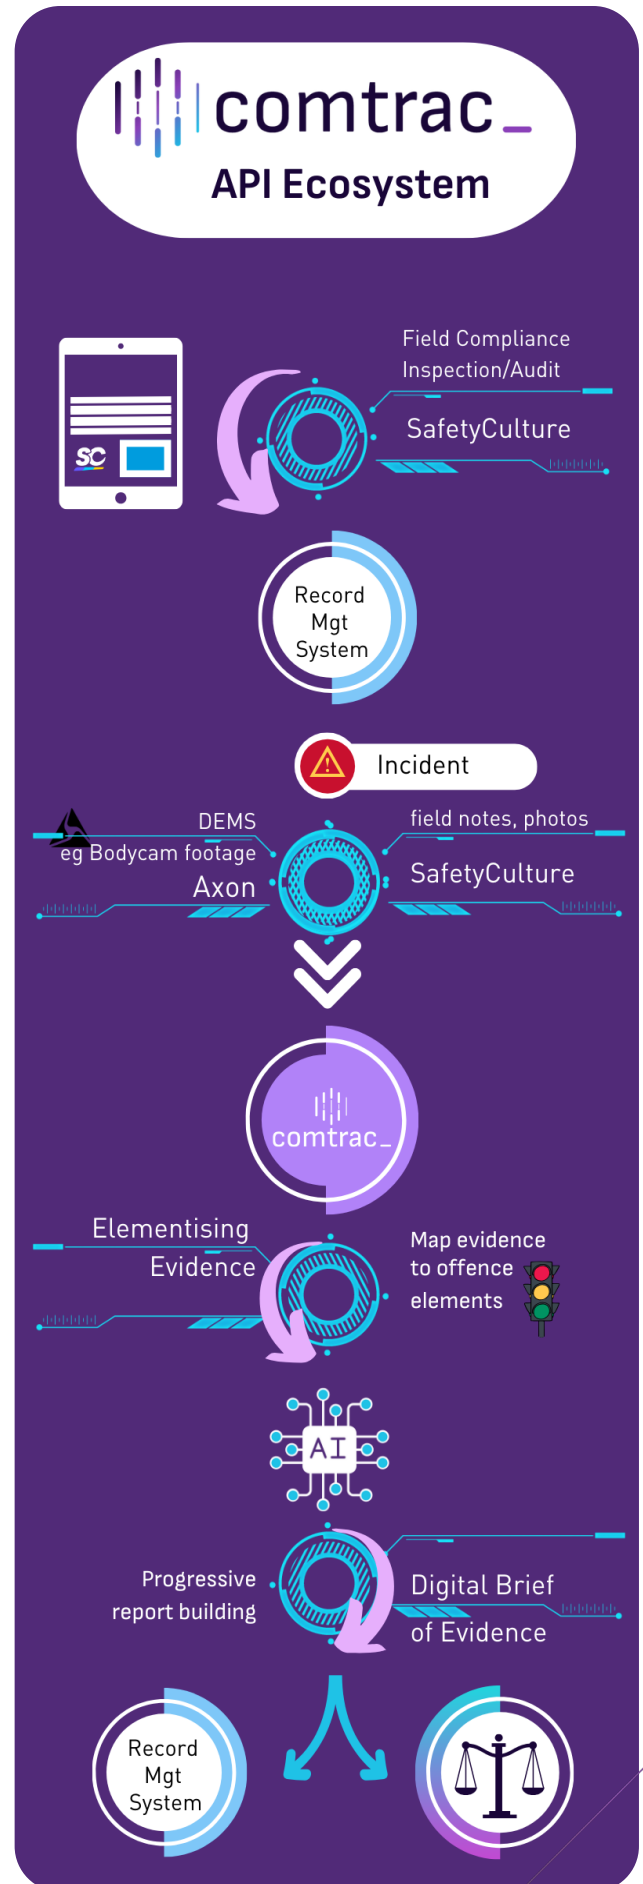 comtrac_
API Ecosystem
Field Compliance
Inspection/Audit
SC
SafetyCulture
Record
Mgt
System
Incident
DEMS
eg Bodycam footage
Axon
field notes, photos
SafetyCulture
comtrac_
Elementising
Evidence
Map evidence
to offence
elements
AI
Progressive
report building
Digital Brief
of Evidence
Record
Mgt
System